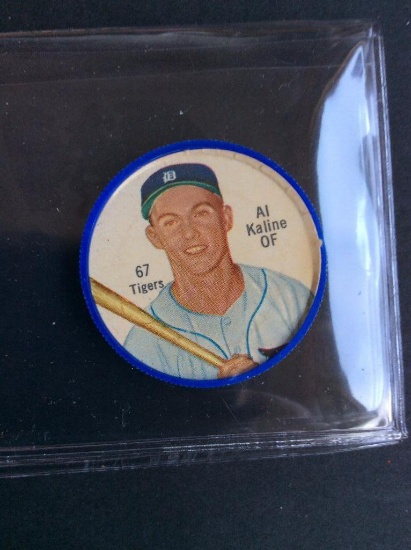 D
67
Tigers
Al
Kaline
OF